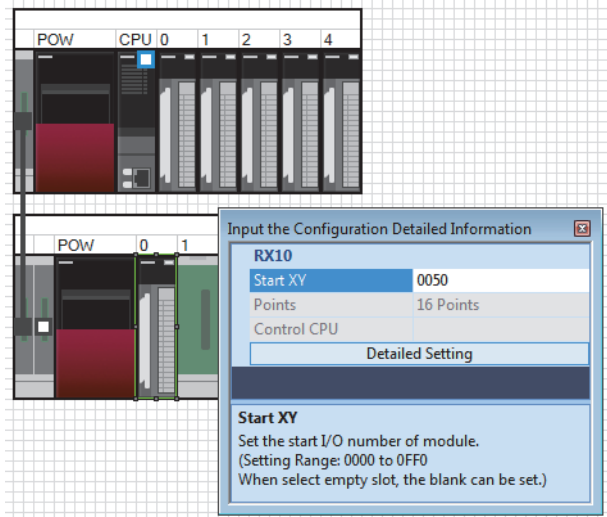 POW CPU 0 1 2 3 4
POW 0 1
Input the Configuration Detailed Information
RX10
Start XY 0050
Points 16 Points
Control CPU
Detailed Setting
Start XY
Set the start I/O number of module.
(Setting Range: 0000 to 0FF0
When select empty slot, the blank can be set.)